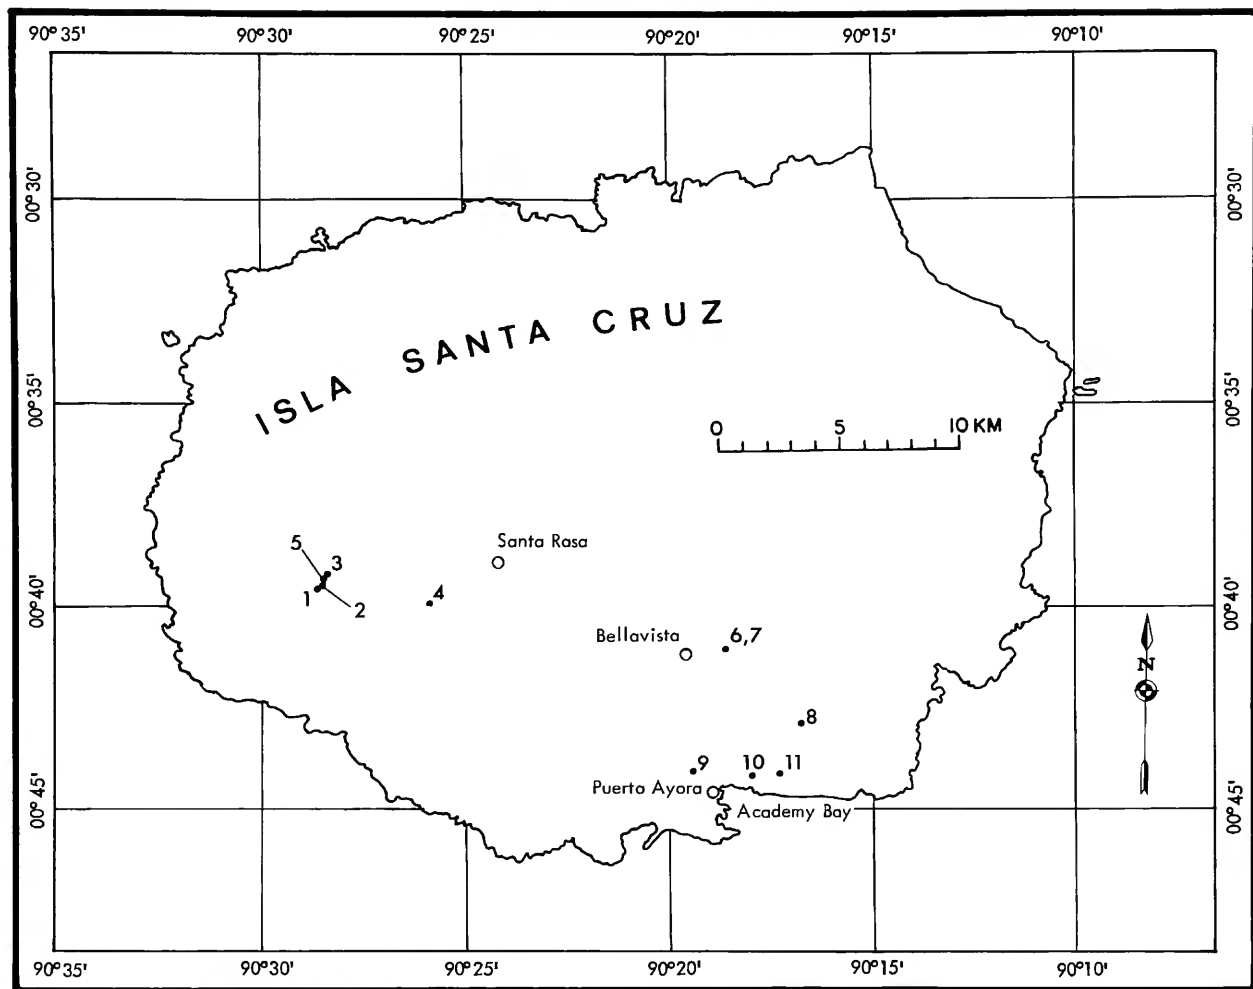 90°35' 90°30' 90°25' 90°20' 90°15' 90°10'
00°30' 00°30'
ISLA SANTA CRUZ
00°35' 00°35'
0 5 10 KM
Santa Rasa
5 3
1 2 4
00°40' 00°40'
Bellavista 6,7
N
8
9 10 11
Puerto Ayora
Academy Bay
00°45' 00°45'
90°35' 90°30' 90°25' 90°20' 90°15' 90°10'